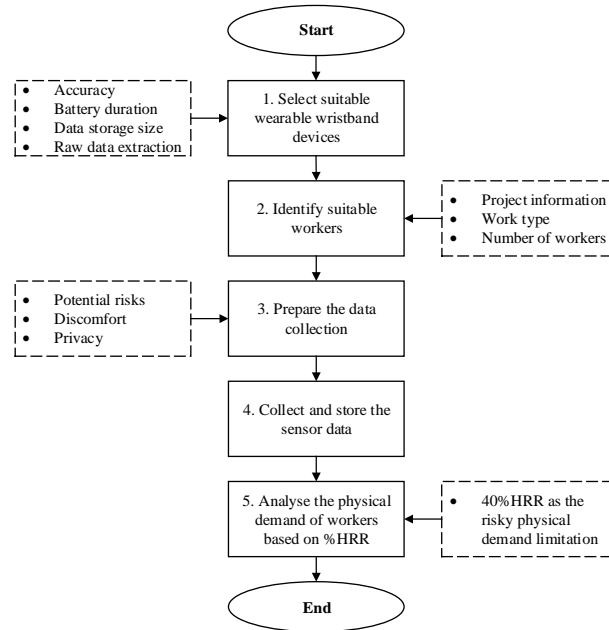 Start
• Accuracy
• Battery duration
• Data storage size
• Raw data extraction
1. Select suitable
wearable wristband
devices
2. Identify suitable
workers
• Project information
• Work type
• Number of workers
• Potential risks
• Discomfort
• Privacy
3. Prepare the data
collection
4. Collect and store the
sensor data
5. Analyse the physical
demand of workers
based on %HRR
• 40%HRR as the
risky physical
demand limitation
End